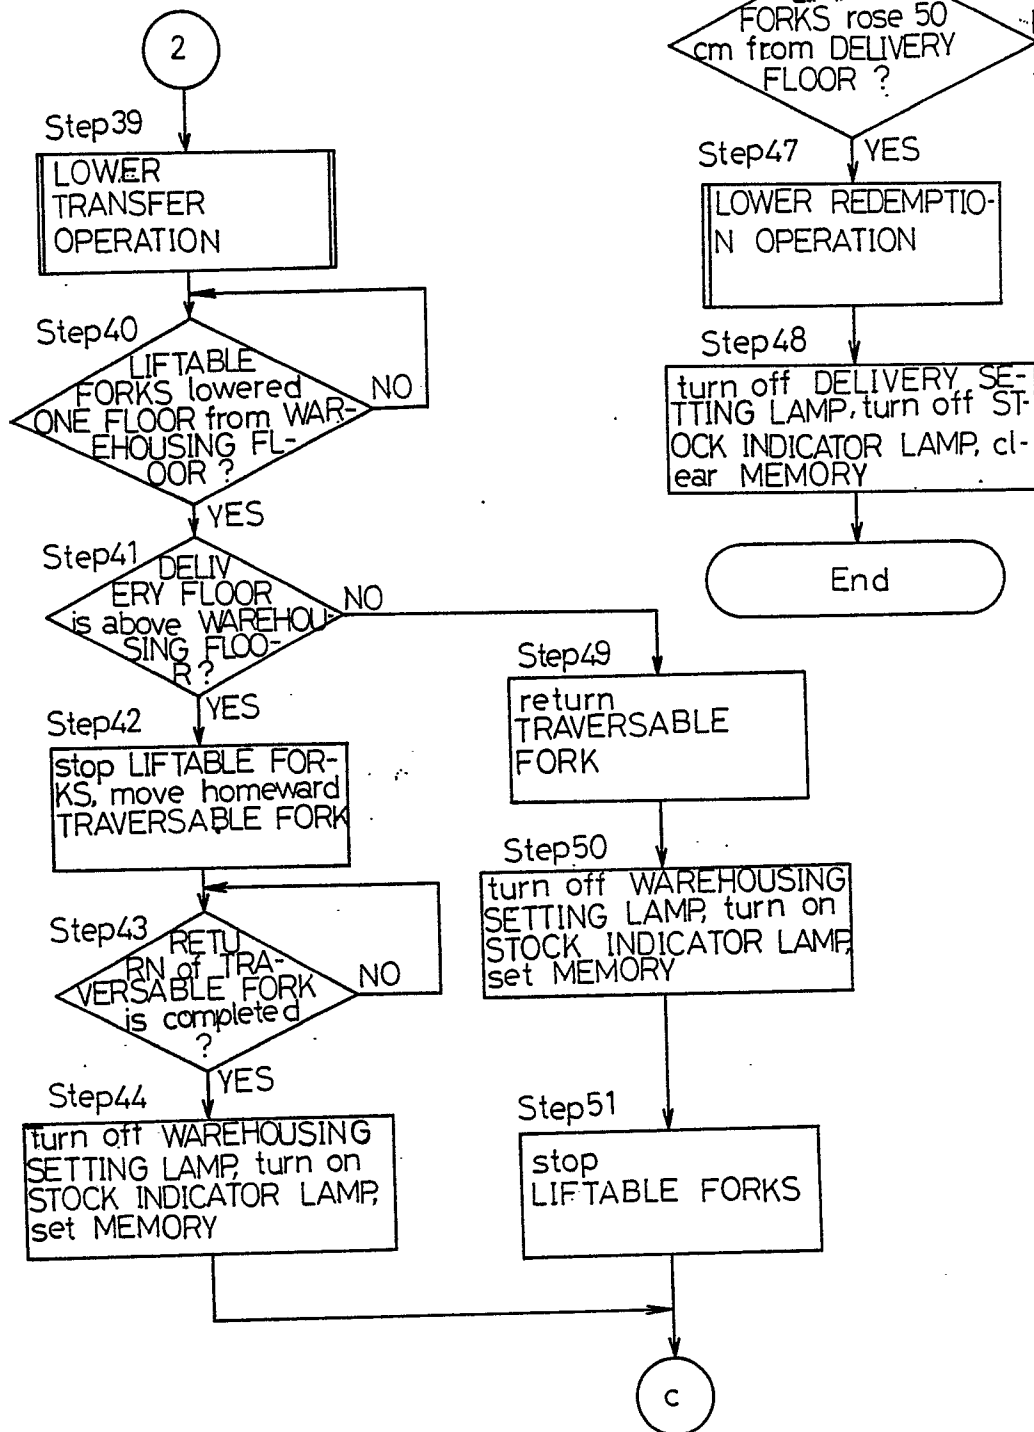 2
Step39
LOWER
TRANSFER
OPERATION
Step40
LIFTABLE
FORKS lowered
ONE FLOOR from WAR-
EHOUSING FL-
OOR ?
NO
YES
Step41
DELIV
ERY FLOOR
is above WAREHOU-
SING FLOO-
R ?
NO
YES
Step42
stop LIFTABLE FOR-
KS, move homeward
TRAVERSABLE FORK
Step43
RETU
RN of TRA-
VERSABLE FORK
is completed
?
NO
YES
Step44
turn off WAREHOUSING
SETTING LAMP, turn on
STOCK INDICATOR LAMP,
set MEMORY
FORKS rose 50
cm from DELIVERY
FLOOR ?
YES
Step47
LOWER REDEMPTIO-
N OPERATION
Step48
turn off DELIVERY SE-
TTING LAMP, turn off ST-
OCK INDICATOR LAMP, cl-
ear MEMORY
End
Step49
return
TRAVERSABLE
FORK
Step50
turn off WAREHOUSING
SETTING LAMP, turn on
STOCK INDICATOR LAMP,
set MEMORY
Step51
stop
LIFTABLE FORKS
c